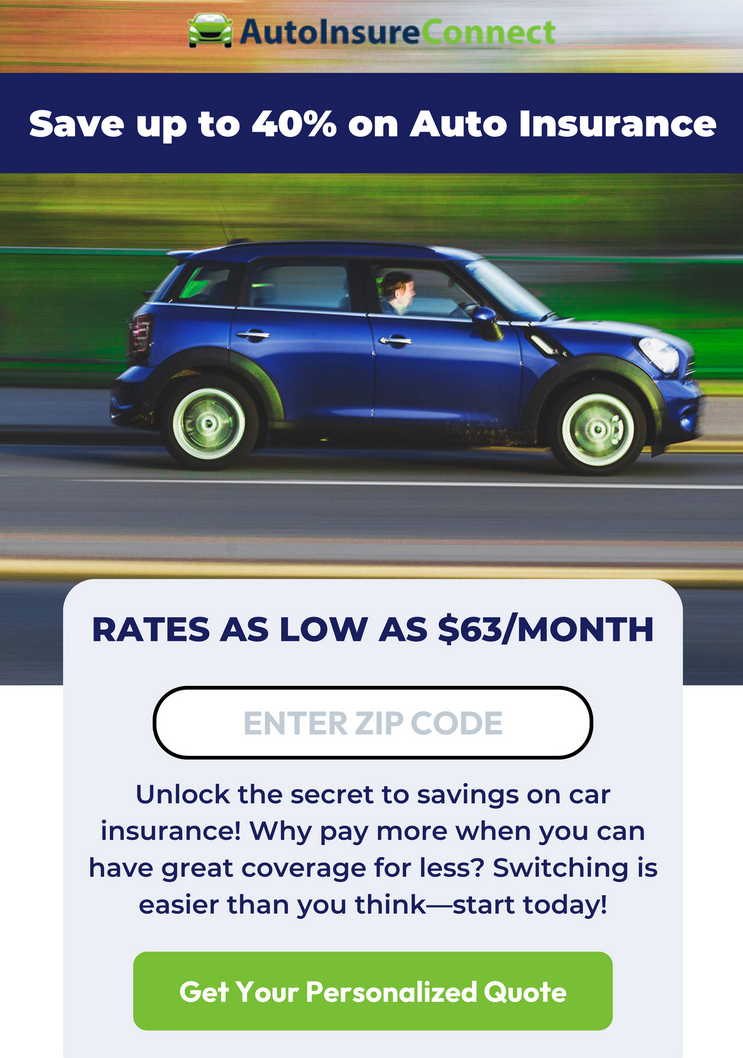 AutoInsureConnect
Save up to 40% on Auto Insurance
RATES AS LOW AS $63/MONTH
ENTER ZIP CODE
Unlock the secret to savings on car
insurance! Why pay more when you can
have great coverage for less? Switching is
easier than you think—start today!
Get Your Personalized Quote